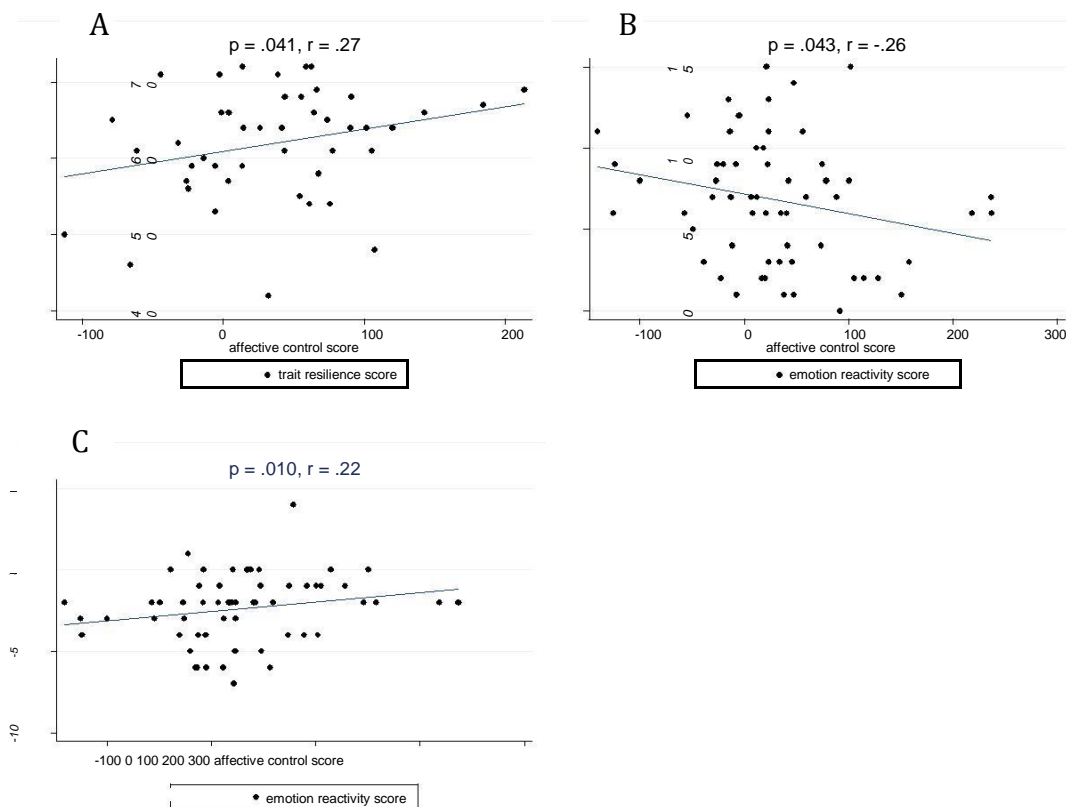 A
p = .041, r = .27
7
0
6
0
5
0
4
0
-100 0 100 200
affective control score
trait resilience score
B
p = .043, r = -.26
1
5
1
0
5
0
-100 0 100 200 300
affective control score
emotion reactivity score
C
p = .010, r = .22
-5
-10
-100 0 100 200 300 affective control score
emotion reactivity score